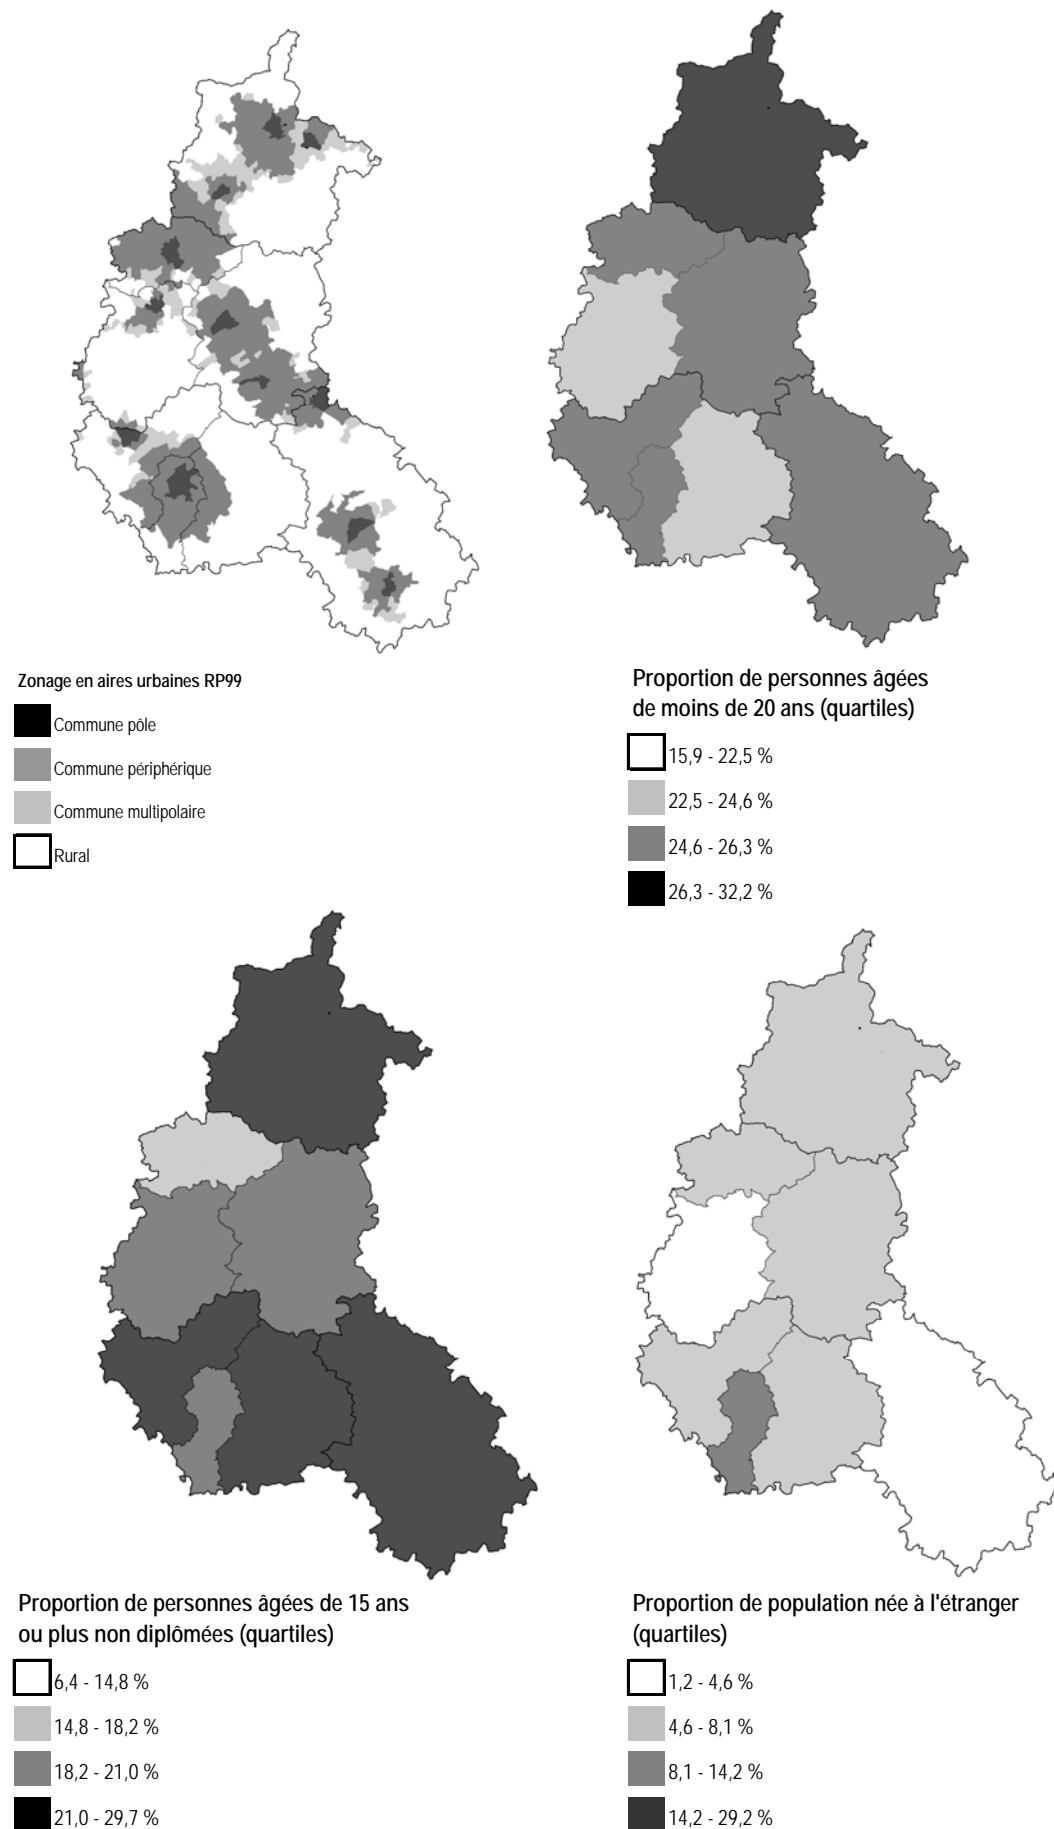 Zonage en aires urbaines RP99
Commune pôle
Commune périphérique
Commune multipolaire
Rural
Proportion de personnes âgées
de moins de 20 ans (quartiles)
15,9 - 22,5 %
22,5 - 24,6 %
24,6 - 26,3 %
26,3 - 32,2 %
Proportion de personnes âgées de 15 ans
ou plus non diplômées (quartiles)
6,4 - 14,8 %
14,8 - 18,2 %
18,2 - 21,0 %
21,0 - 29,7 %
Proportion de population née à l'étranger
(quartiles)
1,2 - 4,6 %
4,6 - 8,1 %
8,1 - 14,2 %
14,2 - 29,2 %